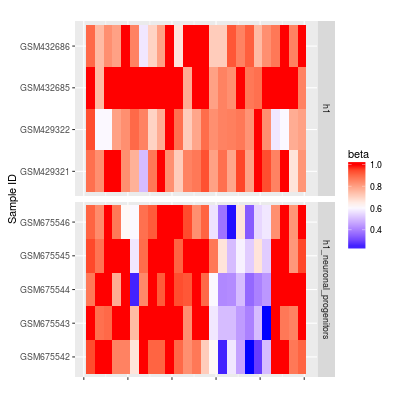 Sample ID
GSM432686
GSM432685
GSM429322
GSM429321
h1
GSM675546
GSM675545
GSM675544
GSM675543
GSM675542
h1_neuronal_progenitors
beta
1.0
0.8
0.6
0.4